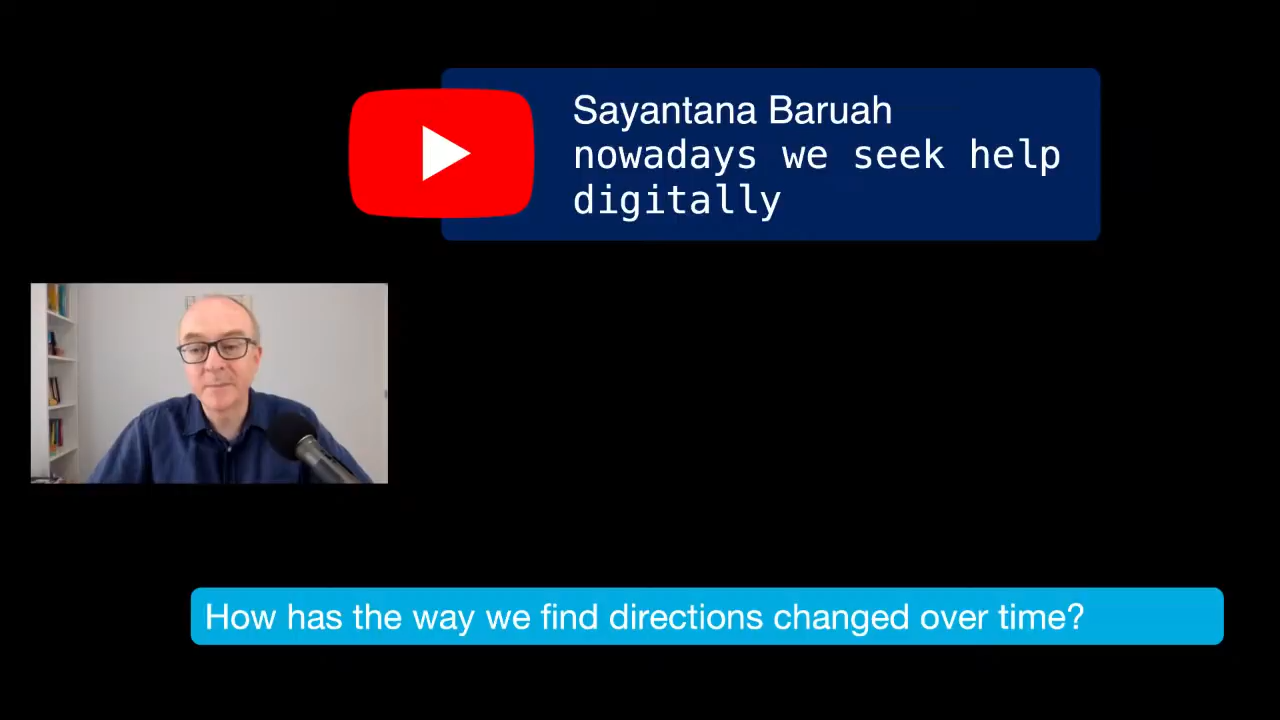 Sayantana Baruah
nowadays we seek help
digitally
How has the way we find directions changed over time?